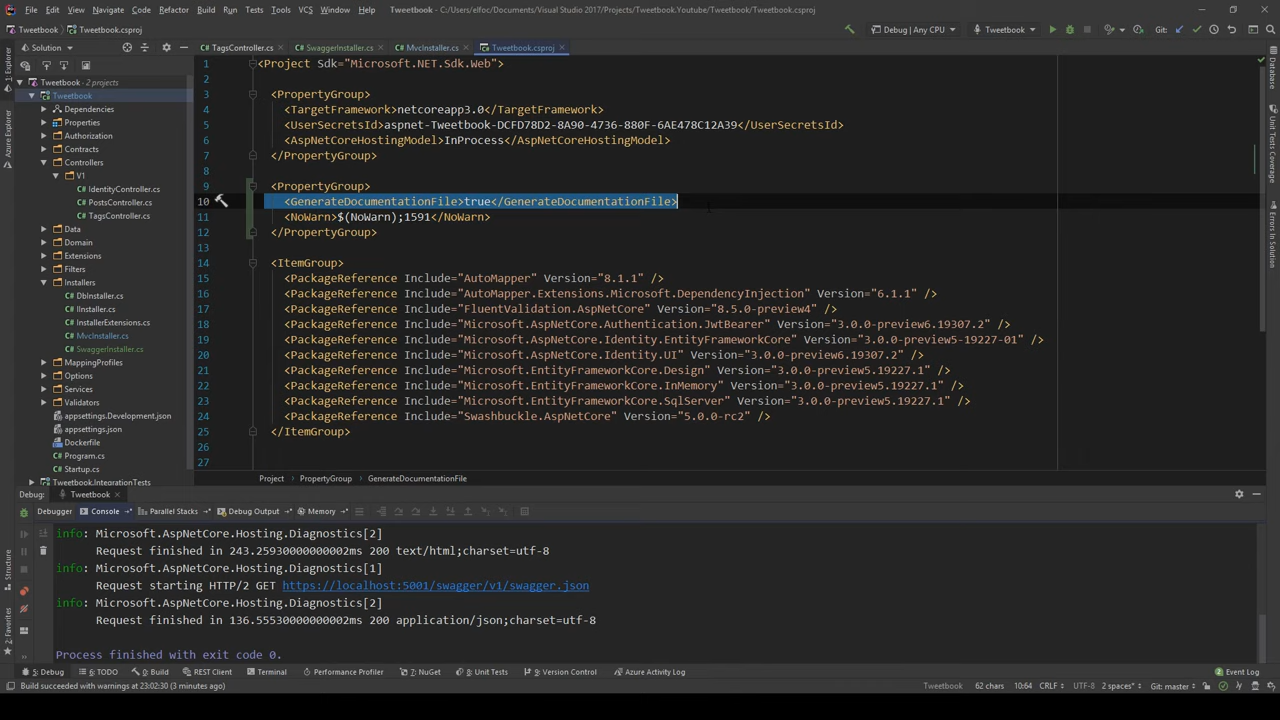 File Edit View Navigate Code Refactor Build Run Tests Tools VCS Window Help Tweetbook - C:/Users/elfoc/Documents/Visual Studio 2017/Projects/Tweetbook.Youtube/Tweetbook/Tweetbook.csproj
Tweetbook Tweetbook.csproj Debug | Any CPU Tweetbook Git:
Solution TagsController.cs SwaggerInstaller.cs MvcInstaller.cs Tweetbook.csproj
1: Explorer
Azure Explorer
Structure
2: Favorites
Database
Unit Tests Coverage
IL Viewer
Tweetbook - 2 projects
Tweetbook
Dependencies
Properties
Authorization
Contracts
Controllers
V1
IdentityController.cs
PostsController.cs
TagsController.cs
Data
Domain
Extensions
Filters
Installers
DbInstaller.cs
IInstaller.cs
InstallerExtensions.cs
MvcInstaller.cs
SwaggerInstaller.cs
MappingProfiles
Options
Services
Validators
appsettings.Development.json
appsettings.json
Dockerfile
Program.cs
Startup.cs
Tweetbook.IntegrationTests
1 <Project Sdk="Microsoft.NET.Sdk.Web">
2
3 <PropertyGroup>
4 <TargetFramework>netcoreapp3.0</TargetFramework>
5 <UserSecretsId>aspnet-Tweetbook-DCFD78D2-8A90-4736-880F-6AE478C12A39</UserSecretsId>
6 <AspNetCoreHostingModel>InProcess</AspNetCoreHostingModel>
7 </PropertyGroup>
8
9 <PropertyGroup>
10 <GenerateDocumentationFile>true</GenerateDocumentationFile>
11 <NoWarn>$(NoWarn);1591</NoWarn>
12 </PropertyGroup>
13
14 <ItemGroup>
15 <PackageReference Include="AutoMapper" Version="8.1.1" />
16 <PackageReference Include="AutoMapper.Extensions.Microsoft.DependencyInjection" Version="6.1.1" />
17 <PackageReference Include="FluentValidation.AspNetCore" Version="8.5.0-preview4" />
18 <PackageReference Include="Microsoft.AspNetCore.Authentication.JwtBearer" Version="3.0.0-preview6.19307.2" />
19 <PackageReference Include="Microsoft.AspNetCore.Identity.EntityFrameworkCore" Version="3.0.0-preview5-19227-01" />
20 <PackageReference Include="Microsoft.AspNetCore.Identity.UI" Version="3.0.0-preview6.19307.2" />
21 <PackageReference Include="Microsoft.EntityFrameworkCore.Design" Version="3.0.0-preview5.19227.1" />
22 <PackageReference Include="Microsoft.EntityFrameworkCore.InMemory" Version="3.0.0-preview5.19227.1" />
23 <PackageReference Include="Microsoft.EntityFrameworkCore.SqlServer" Version="3.0.0-preview5.19227.1" />
24 <PackageReference Include="Swashbuckle.AspNetCore" Version="5.0.0-rc2" />
25 </ItemGroup>
26
27
Project PropertyGroup GenerateDocumentationFile
Debug: Tweetbook
Debugger Console Parallel Stacks Debug Output Memory
info: Microsoft.AspNetCore.Hosting.Diagnostics[2]
Request finished in 243.25930000000002ms 200 text/html;charset=utf-8
info: Microsoft.AspNetCore.Hosting.Diagnostics[1]
Request starting HTTP/2 GET https://localhost:5001/swagger/v1/swagger.json
info: Microsoft.AspNetCore.Hosting.Diagnostics[2]
Request finished in 136.55530000000002ms 200 application/json;charset=utf-8
Process finished with exit code 0.
5: Debug 6: TODO 0: Build REST Client Terminal Performance Profiler 7: NuGet 8: Unit Tests 9: Version Control Azure Activity Log Event Log
Build succeeded with warnings at 23:02:30 (3 minutes ago) Tweetbook 62 chars 10:64 CRLF UTF-8 2 spaces* Git: master